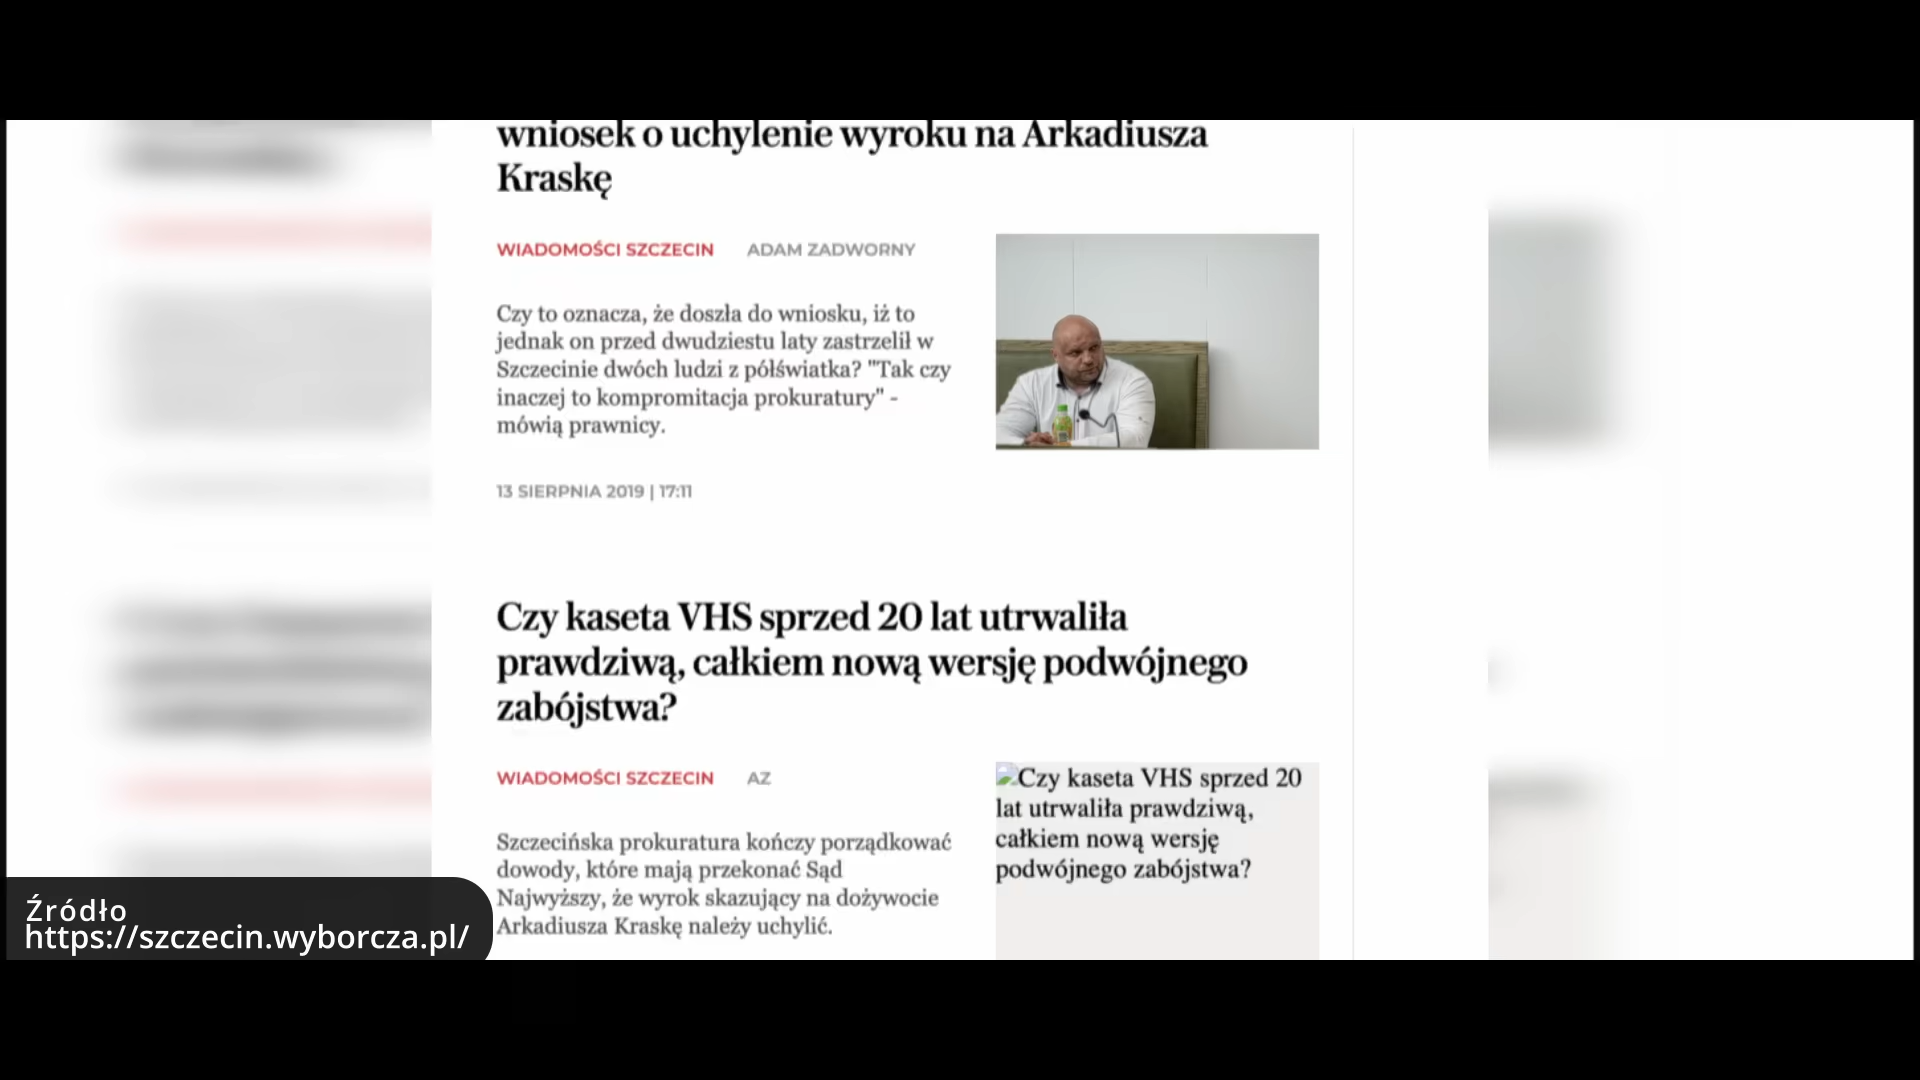 wniosek o uchylenie wyroku na Arkadiusza
Kraskę
WIADOMOŚCI SZCZECIN ADAM ZADWORNY
Czy to oznacza, że doszła do wniosku, iż to
jednak on przed dwudziestu laty zastrzelił w
Szczecinie dwóch ludzi z półświatka? "Tak czy
inaczej to kompromitacja prokuratury" -
mówią prawnicy.
13 SIERPNIA 2019 | 17:11
Czy kaseta VHS sprzed 20 lat utrwaliła
prawdziwą, całkiem nową wersję podwójnego
zabójstwa?
WIADOMOŚCI SZCZECIN AZ
Szczecińska prokuratura kończy porządkować
dowody, które mają przekonać Sąd
Najwyższy, że wyrok skazujący na dożywocie
Arkadiusza Kraskę należy uchylić.
Czy kaseta VHS sprzed 20
lat utrwaliła prawdziwą,
całkiem nową wersję
podwójnego zabójstwa?
Źródło
https://szczecin.wyborcza.pl/